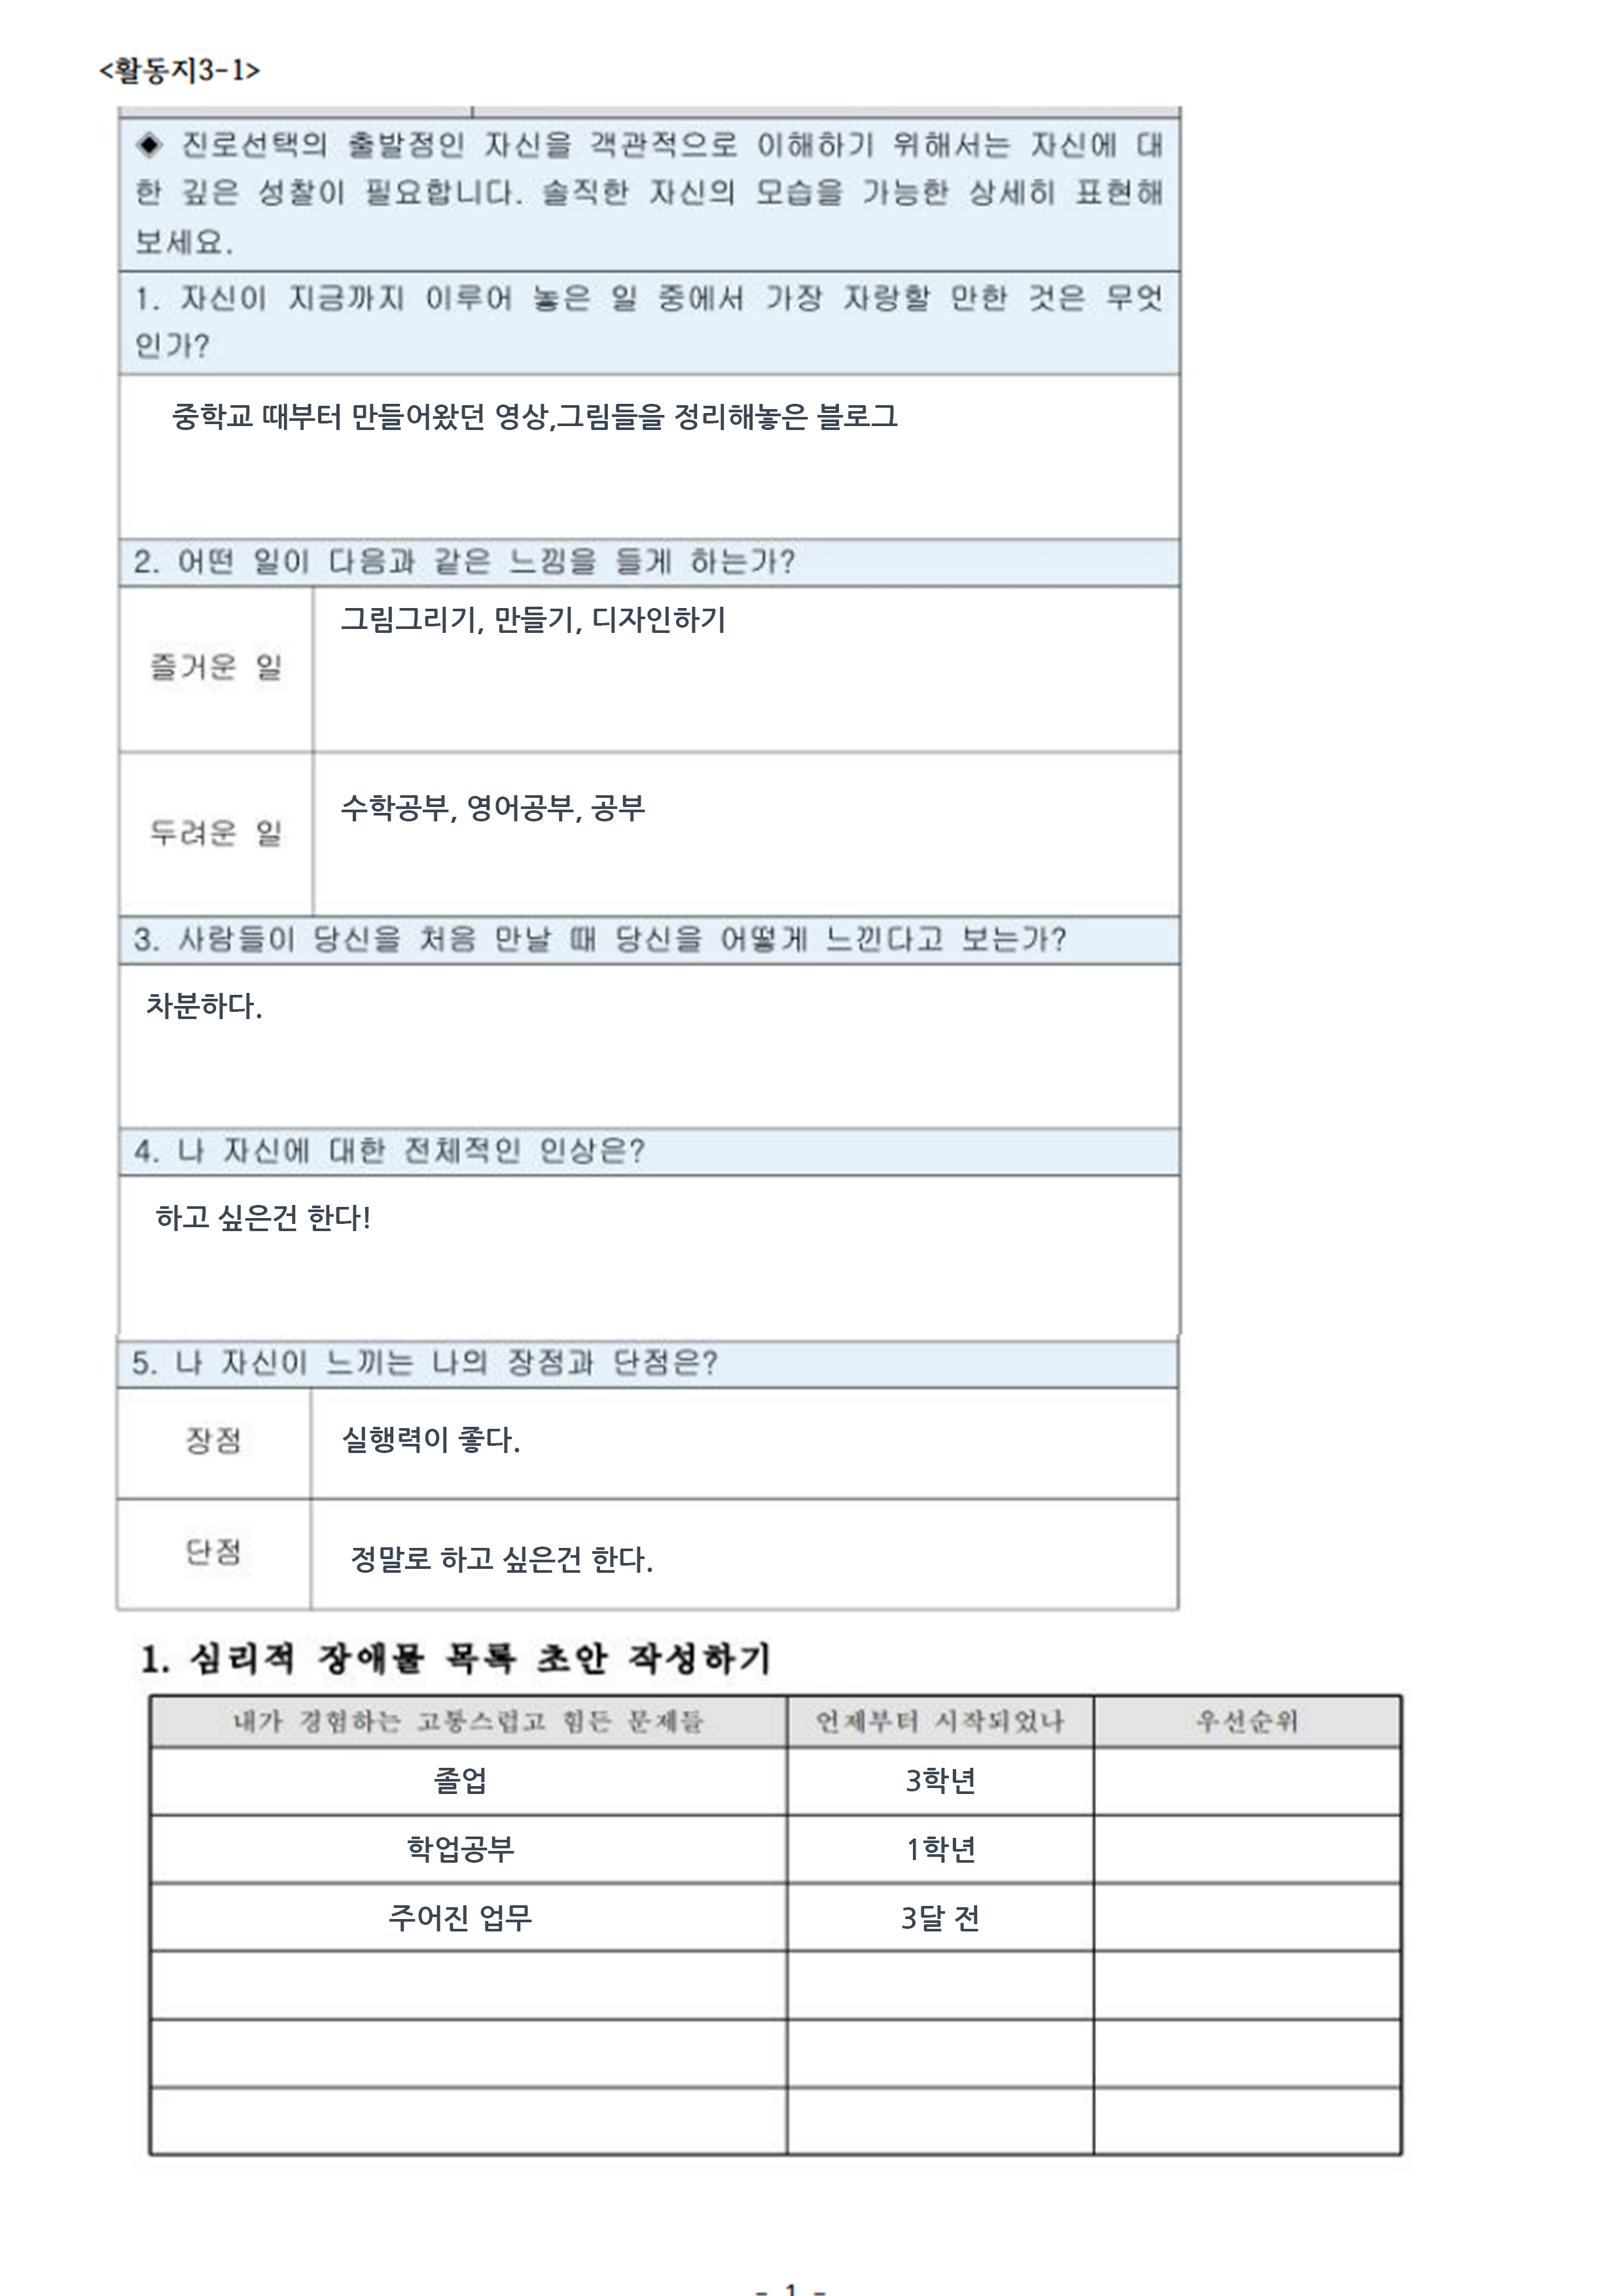 <활동지3-1>
◈ 진로선택의 출발점인 자신을 객관적으로 이해하기 위해서는 자신에 대
한 깊은 성찰이 필요합니다. 솔직한 자신의 모습을 가능한 상세히 표현해
보세요.
1. 자신이 지금까지 이루어 놓은 일 중에서 가장 자랑할 만한 것은 무엇
인가?
중학교 때부터 만들어왔던 영상,그림들을 정리해놓은 블로그
2. 어떤 일이 다음과 같은 느낌을 들게 하는가?
즐거운 일
그림그리기, 만들기, 디자인하기
두려운 일
수학공부, 영어공부, 공부
3. 사람들이 당신을 처음 만날 때 당신을 어떻게 느낀다고 보는가?
차분하다.
4. 나 자신에 대한 전체적인 인상은?
하고 싶은건 한다!
5. 나 자신이 느끼는 나의 장점과 단점은?
장점 실행력이 좋다.
단점 정말로 하고 싶은건 한다.
1. 심리적 장애물 목록 초안 작성하기
내가 경험하는 고통스럽고 힘든 문제들 언제부터 시작되었나 우선순위
졸업 3학년
학업공부 1학년
주어진 업무 3달 전
- 1 -